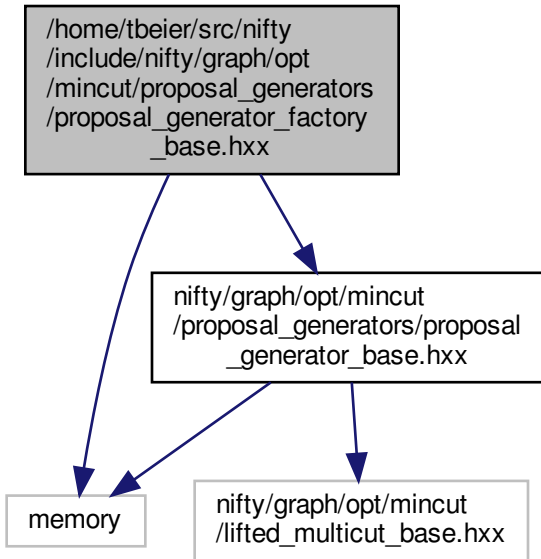 /home/tbeier/src/nifty
/include/nifty/graph/opt
/mincut/proposal_generators
/proposal_generator_factory
_base.hxx
nifty/graph/opt/mincut
/proposal_generators/proposal
_generator_base.hxx
memory
nifty/graph/opt/mincut
/lifted_multicut_base.hxx